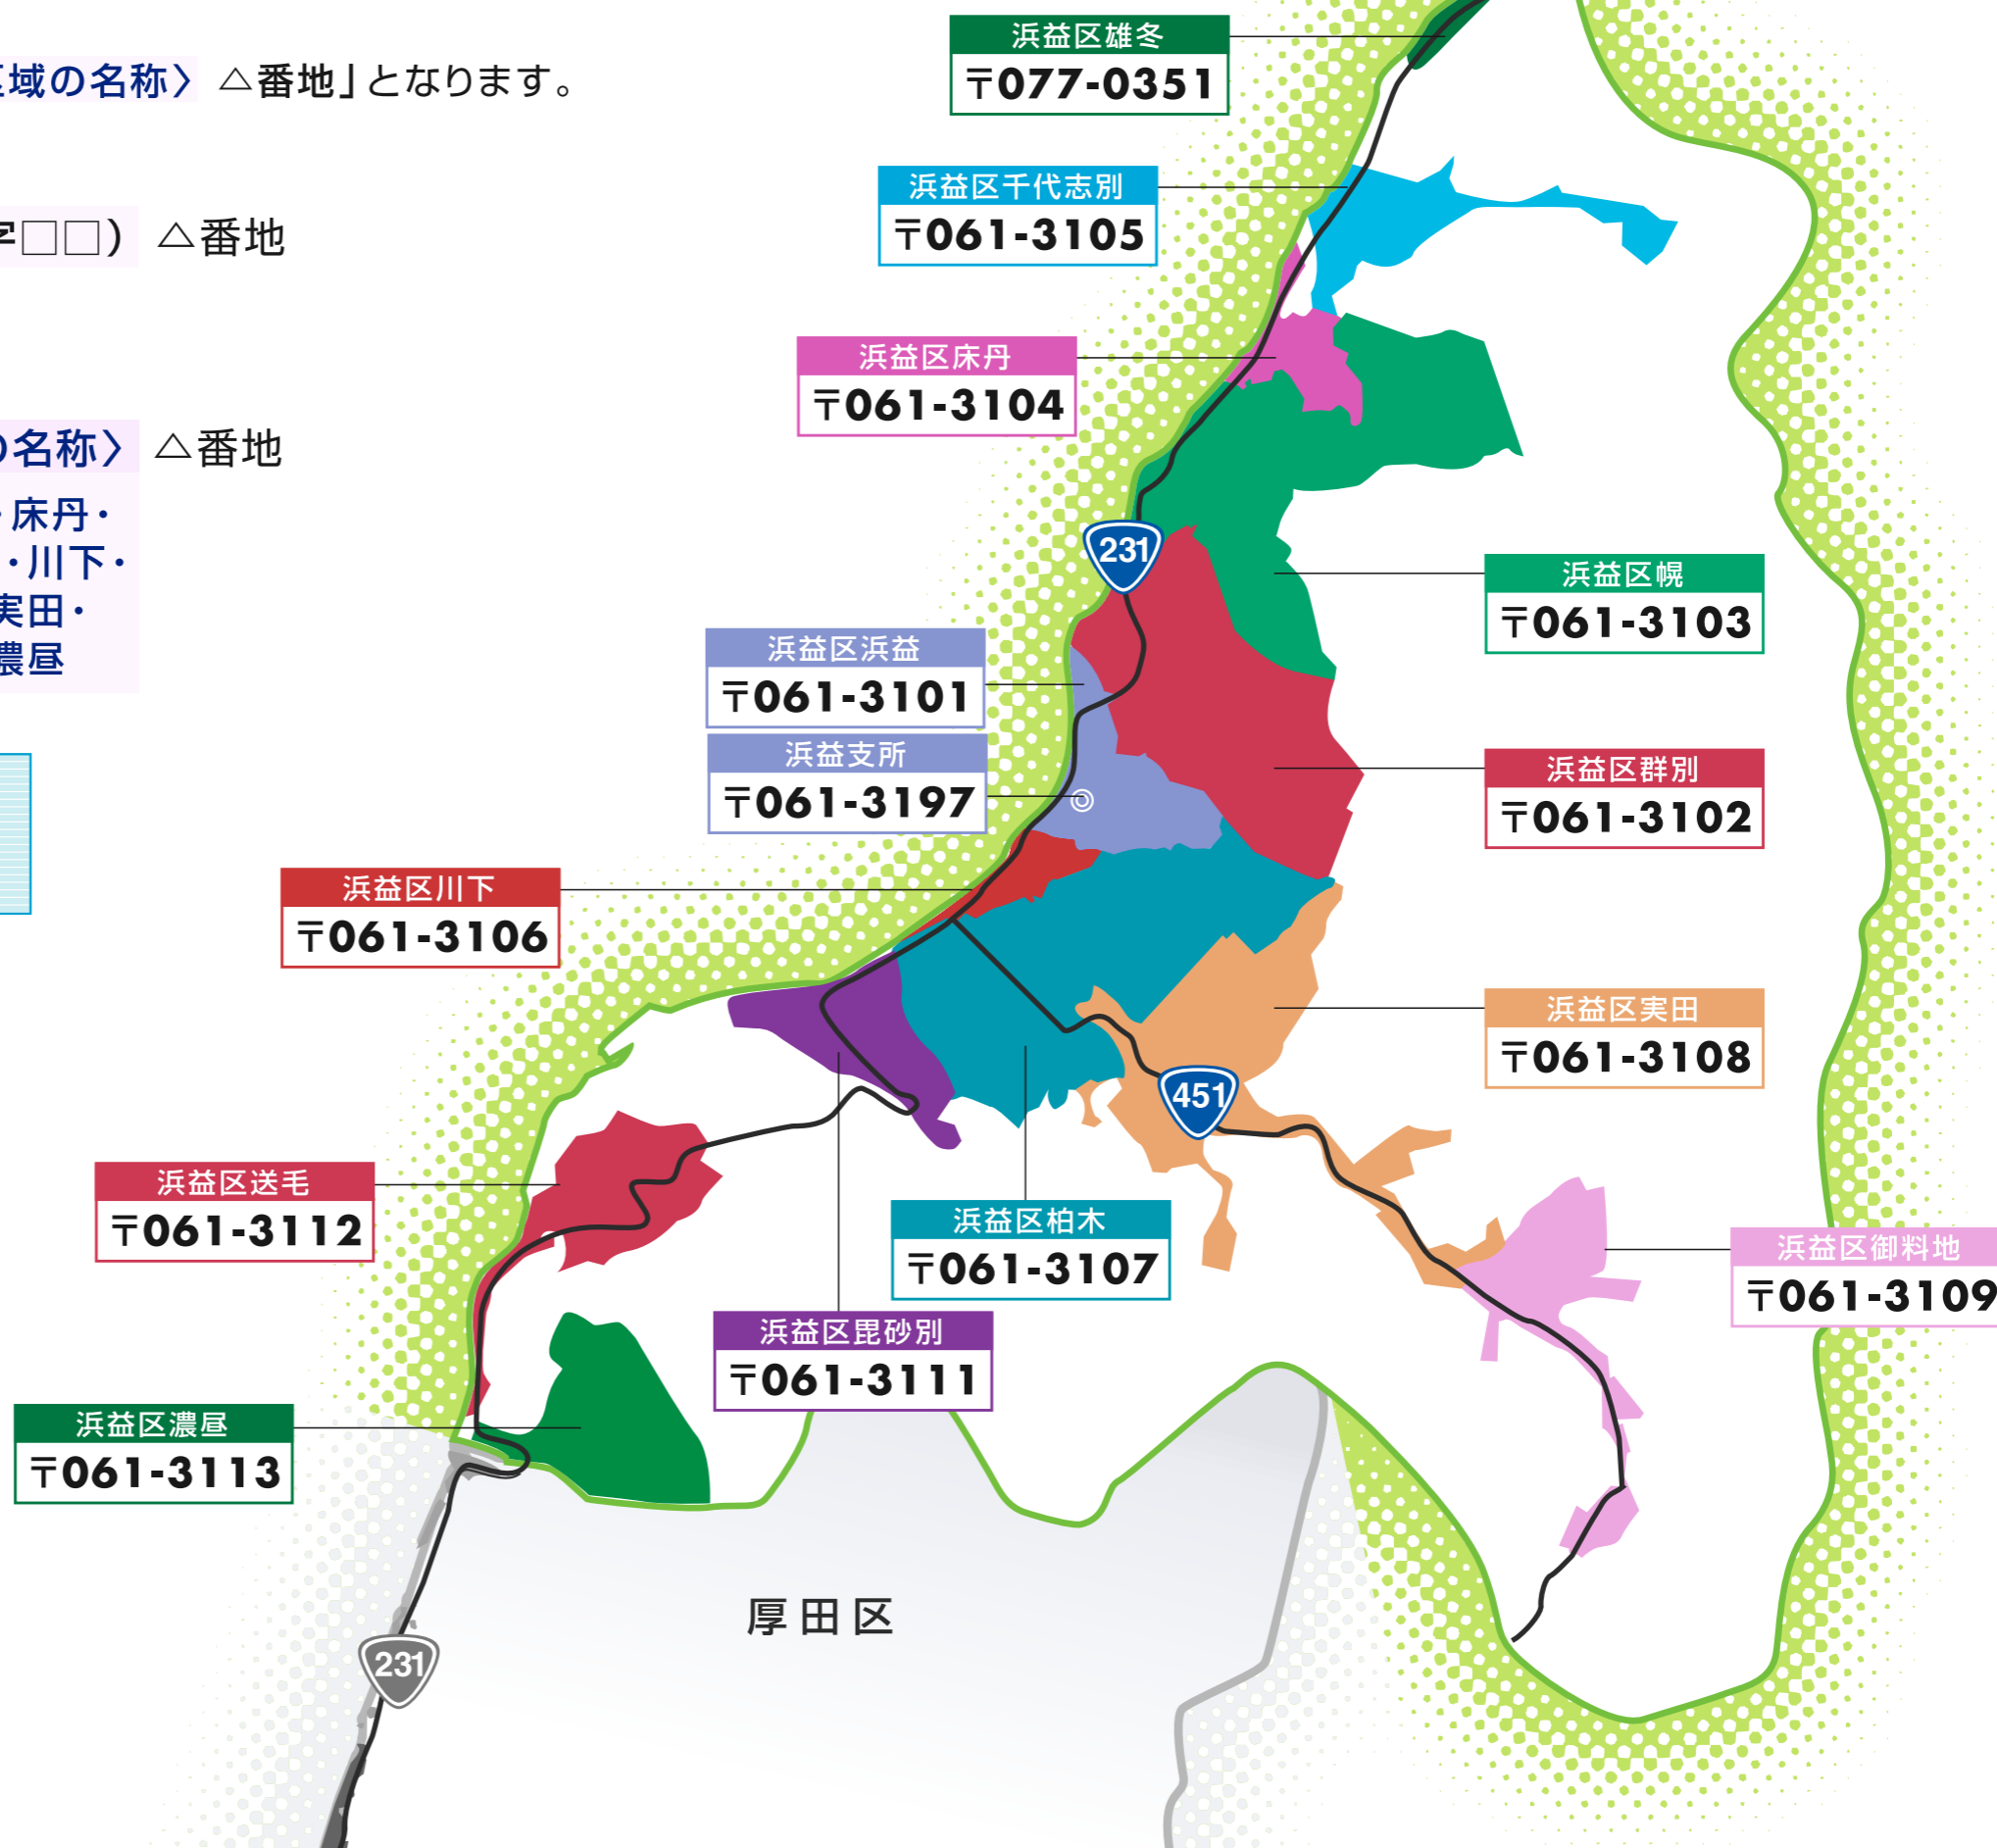 域の名称〉 △番地」となります。
字□□） △番地
の名称〉 △番地
・床丹・
・川下・
実田・
濃昼
浜益区雄冬
〒077-0351
浜益区千代志別
〒061-3105
浜益区床丹
〒061-3104
231
浜益区幌
〒061-3103
浜益区浜益
〒061-3101
浜益支所
〒061-3197
浜益区群別
〒061-3102
浜益区川下
〒061-3106
浜益区実田
〒061-3108
451
浜益区送毛
〒061-3112
浜益区柏木
〒061-3107
浜益区御料地
〒061-3109
浜益区毘砂別
〒061-3111
浜益区濃昼
〒061-3113
厚田区
231